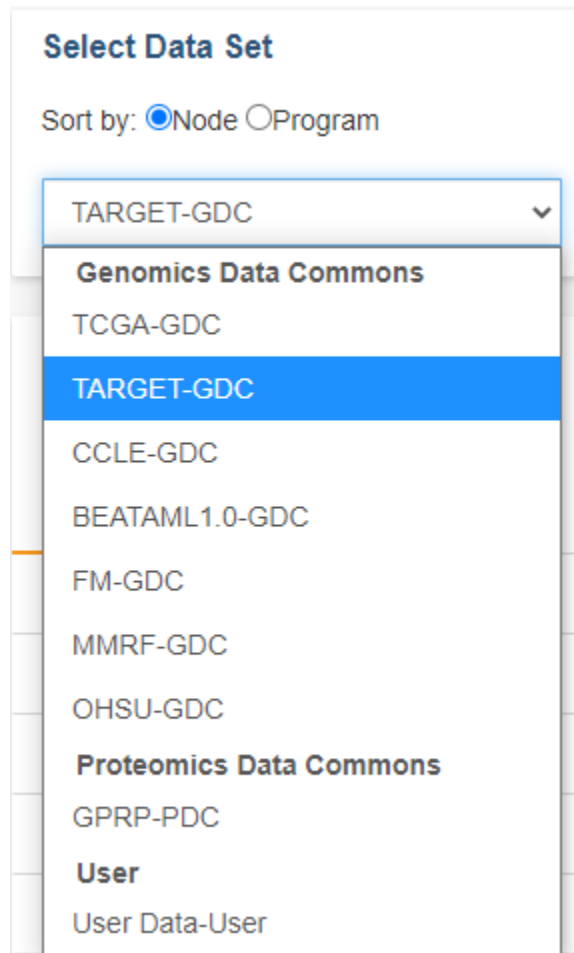 Select Data Set
Sort by: Node Program
TARGET-GDC
Genomics Data Commons
TCGA-GDC
TARGET-GDC
CCLE-GDC
BEATAML1.0-GDC
FM-GDC
MMRF-GDC
OHSU-GDC
Proteomics Data Commons
GPRP-PDC
User
User Data-User